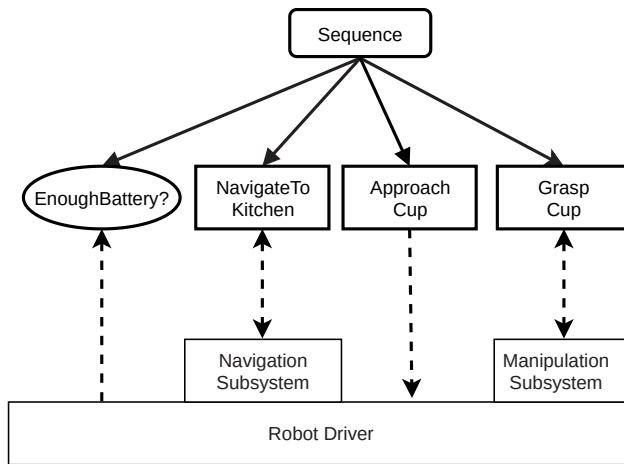 Sequence
EnoughBattery?
NavigateTo
Kitchen
Approach
Cup
Grasp
Cup
Navigation
Subsystem
Manipulation
Subsystem
Robot Driver